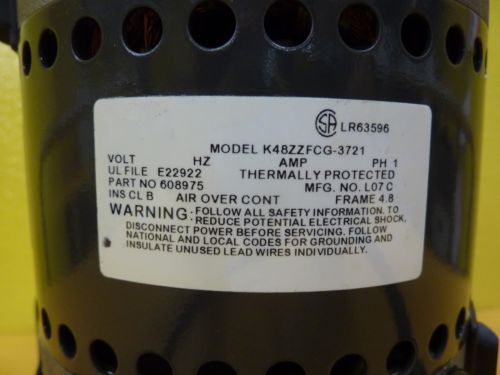 SA LR63596
MODEL K48ZZFCG-3721
VOLT HZ AMP PH 1
UL FILE E22922 THERMALLY PROTECTED
PART NO 608975 MFG. NO. L07 C
INS CL B AIR OVER CONT FRAME 4.8
WARNING: FOLLOW ALL SAFETY INFORMATION. TO
REDUCE POTENTIAL ELECTRICAL SHOCK,
DISCONNECT POWER BEFORE SERVICING. FOLLOW
NATIONAL AND LOCAL CODES FOR GROUNDING AND
INSULATE UNUSED LEAD WIRES INDIVIDUALLY.